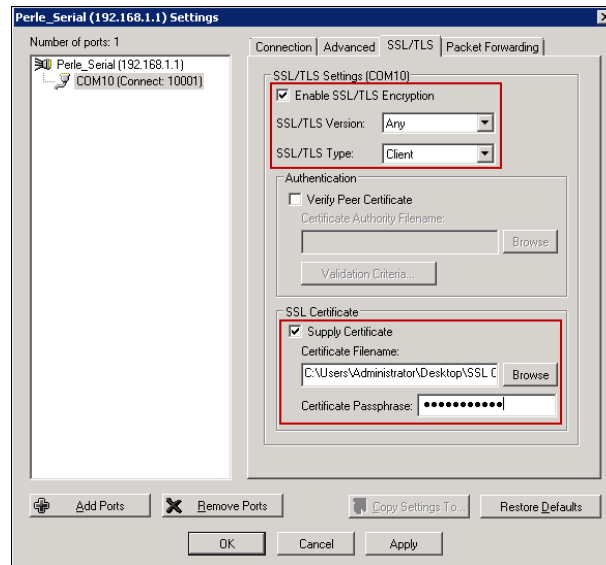 Perle_Serial (192.168.1.1) Settings
Number of ports: 1
Perle_Serial (192.168.1.1)
COM10 (Connect: 10001)
Connection Advanced SSL/TLS Packet Forwarding
SSL/TLS Settings (COM10)
Enable SSL/TLS Encryption
SSL/TLS Version: Any
SSL/TLS Type: Client
Authentication
Verify Peer Certificate
Certificate Authority Filename:
Browse
Validation Criteria...
SSL Certificate
Supply Certificate
Certificate Filename:
C:\Users\Administrator\Desktop\SSL C Browse
Certificate Passphrase: ●●●●●●●●●●●
Add Ports Remove Ports Copy Settings To... Restore Defaults
OK Cancel Apply